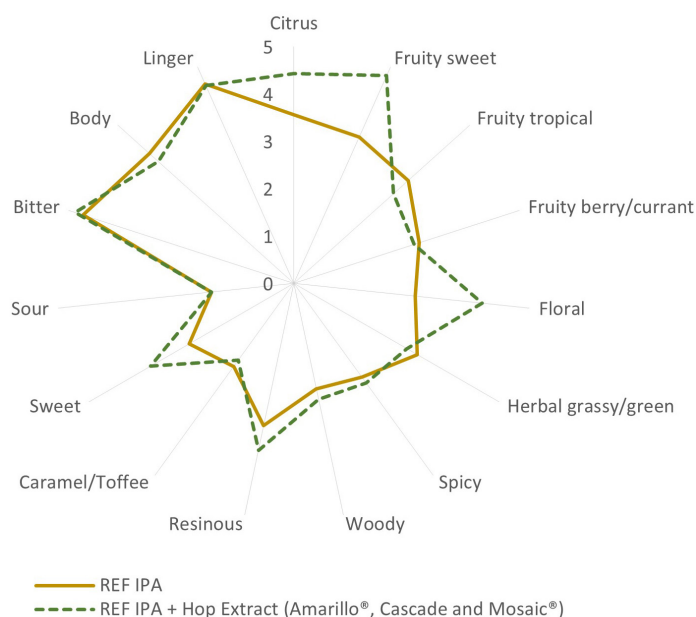 Citrus
5
Linger
Fruity sweet
4
Body
Fruity tropical
3
2
Bitter
Fruity berry/currant
1
0
Sour
Floral
Sweet
Herbal grassy/green
Caramel/Toffee
Spicy
Resinous
Woody
REF IPA
REF IPA + Hop Extract (Amarillo®, Cascade and Mosaic®)